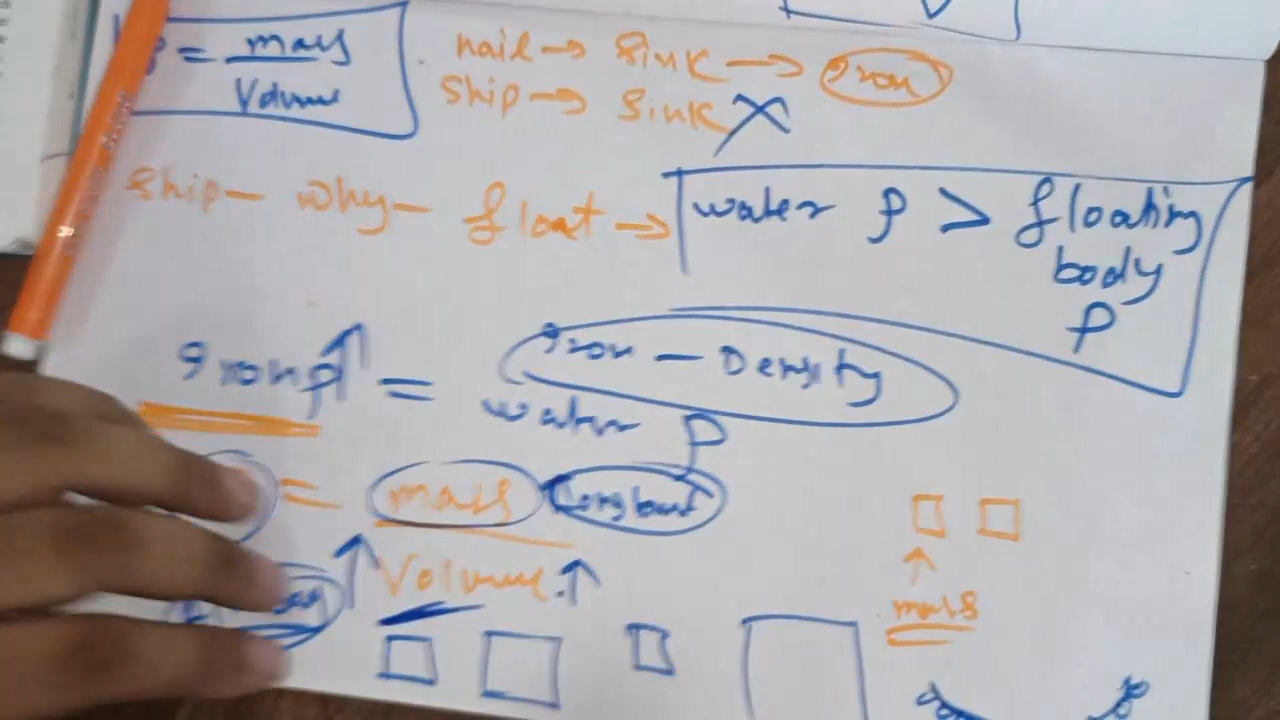 ρ = mass
Volume
nail → Sink → Iron
Ship → Sink X
Ship – why – float → water ρ > floating
body
ρ
Iron ρ ↑ = Iron – Density
water ρ
= mass Constant
↑ Volume ↑
mass